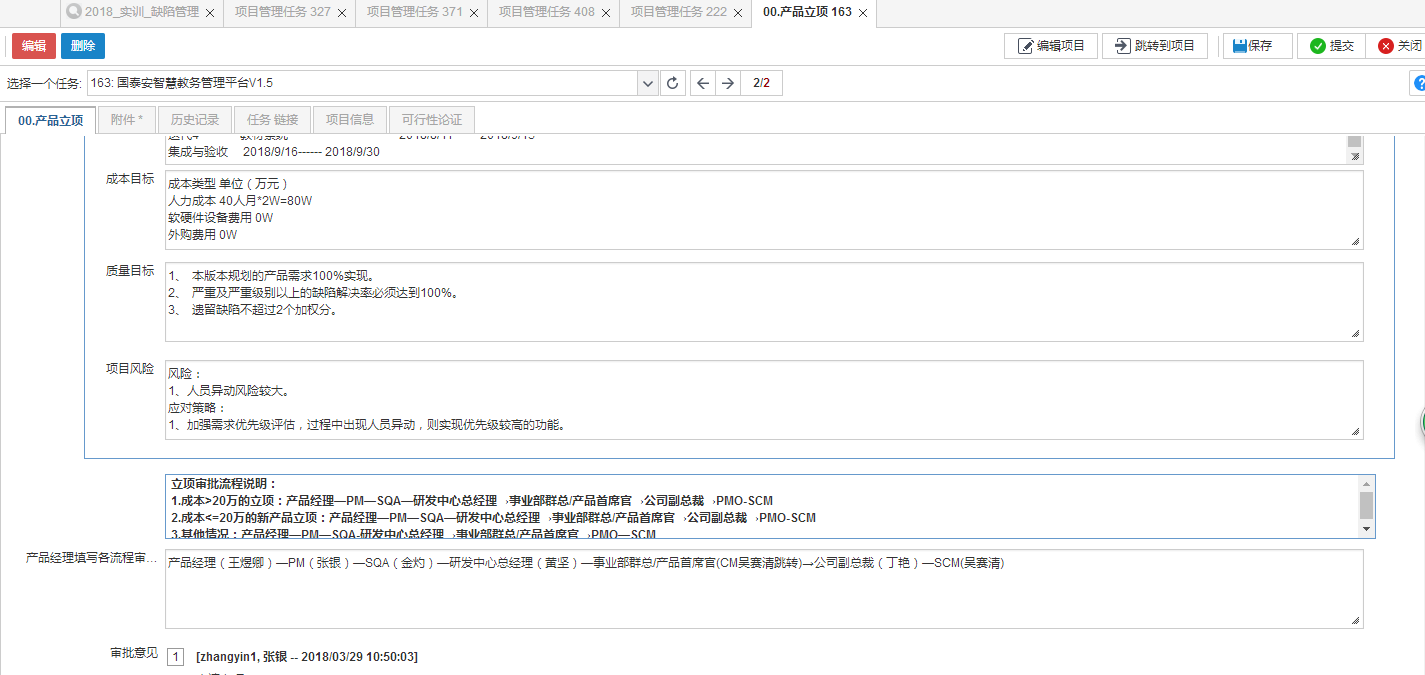 2018_实训_缺陷管理 项目管理任务 327 项目管理任务 371 项目管理任务 408 项目管理任务 222 00.产品立项 163
编辑 删除 编辑项目 跳转到项目 保存 提交 关闭
选择一个任务: 163: 国泰安智慧教务管理平台V1.5 2/2
00.产品立项 附件 * 历史记录 任务 链接 项目信息 可行性论证
集成与验收 2018/9/16------ 2018/9/30
成本目标
成本类型 单位（万元）
人力成本 40人月*2W=80W
软硬件设备费用 0W
外购费用 0W
质量目标
1、 本版本规划的产品需求100%实现。
2、 严重及严重级别以上的缺陷解决率必须达到100%。
3、 遗留缺陷不超过2个加权分。
项目风险
风险：
1、人员异动风险较大。
应对策略：
1、加强需求优先级评估，过程中出现人员异动，则实现优先级较高的功能。
立项审批流程说明：
1.成本>20万的立项：产品经理—PM—SQA—研发中心总经理 →事业部群总/产品首席官 →公司副总裁 →PMO-SCM
2.成本<=20万的新产品立项：产品经理—PM—SQA—研发中心总经理 →事业部群总/产品首席官 →公司副总裁 →PMO-SCM
3.其他情况：产品经理—PM—SQA-研发中心总经理 →事业部群总/产品首席官 →PMO—SCM
产品经理填写各流程审...
产品经理（王煜卿）—PM（张银）—SQA（金灼）—研发中心总经理（黄坚）—事业部群总/产品首席官(CM吴赛清跳转)→公司副总裁（丁艳）—SCM(吴赛清)
审批意见
1 [zhangyin1, 张银 -- 2018/03/29 10:50:03]